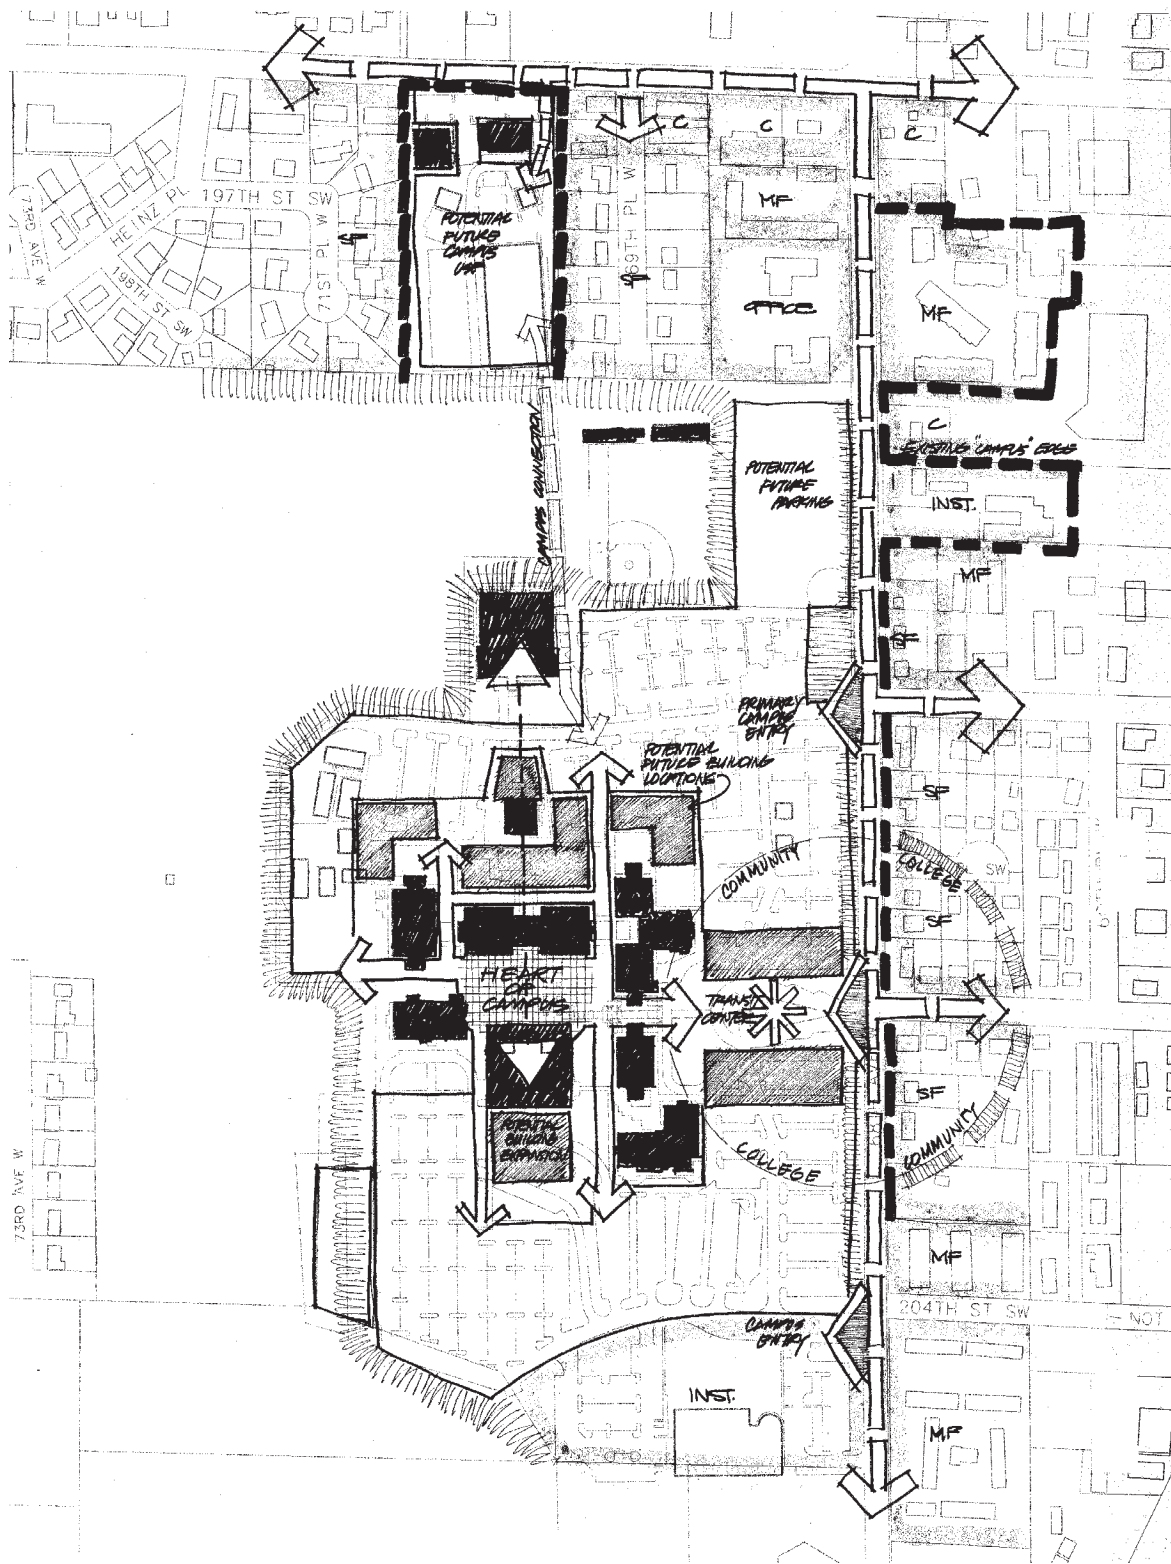 C
C
C
73RD AVE W
HEINZ PL
197TH ST SW
198TH ST SW
71ST PL W
SF
POTENTIAL
FUTURE
CAMPUS
USE
69TH PL W
SF
MF
OFFICE
MF
C
EXISTING "CAMPUS" EDGE
INST.
MF
SF
CAMPUS CONNECTION
POTENTIAL
FUTURE
PARKING
PRIMARY
CAMPUS
ENTRY
POTENTIAL
FUTURE BUILDING
LOCATIONS
SF
COMMUNITY
COLLEGE
SW
SF
HEART
OF
CAMPUS
TRANSIT
CENTER
SF
COMMUNITY
POTENTIAL
BUILDING
EXPANSION
COLLEGE
73RD AVE W
MF
204TH ST SW
NOT
CAMPUS
ENTRY
INST.
MF